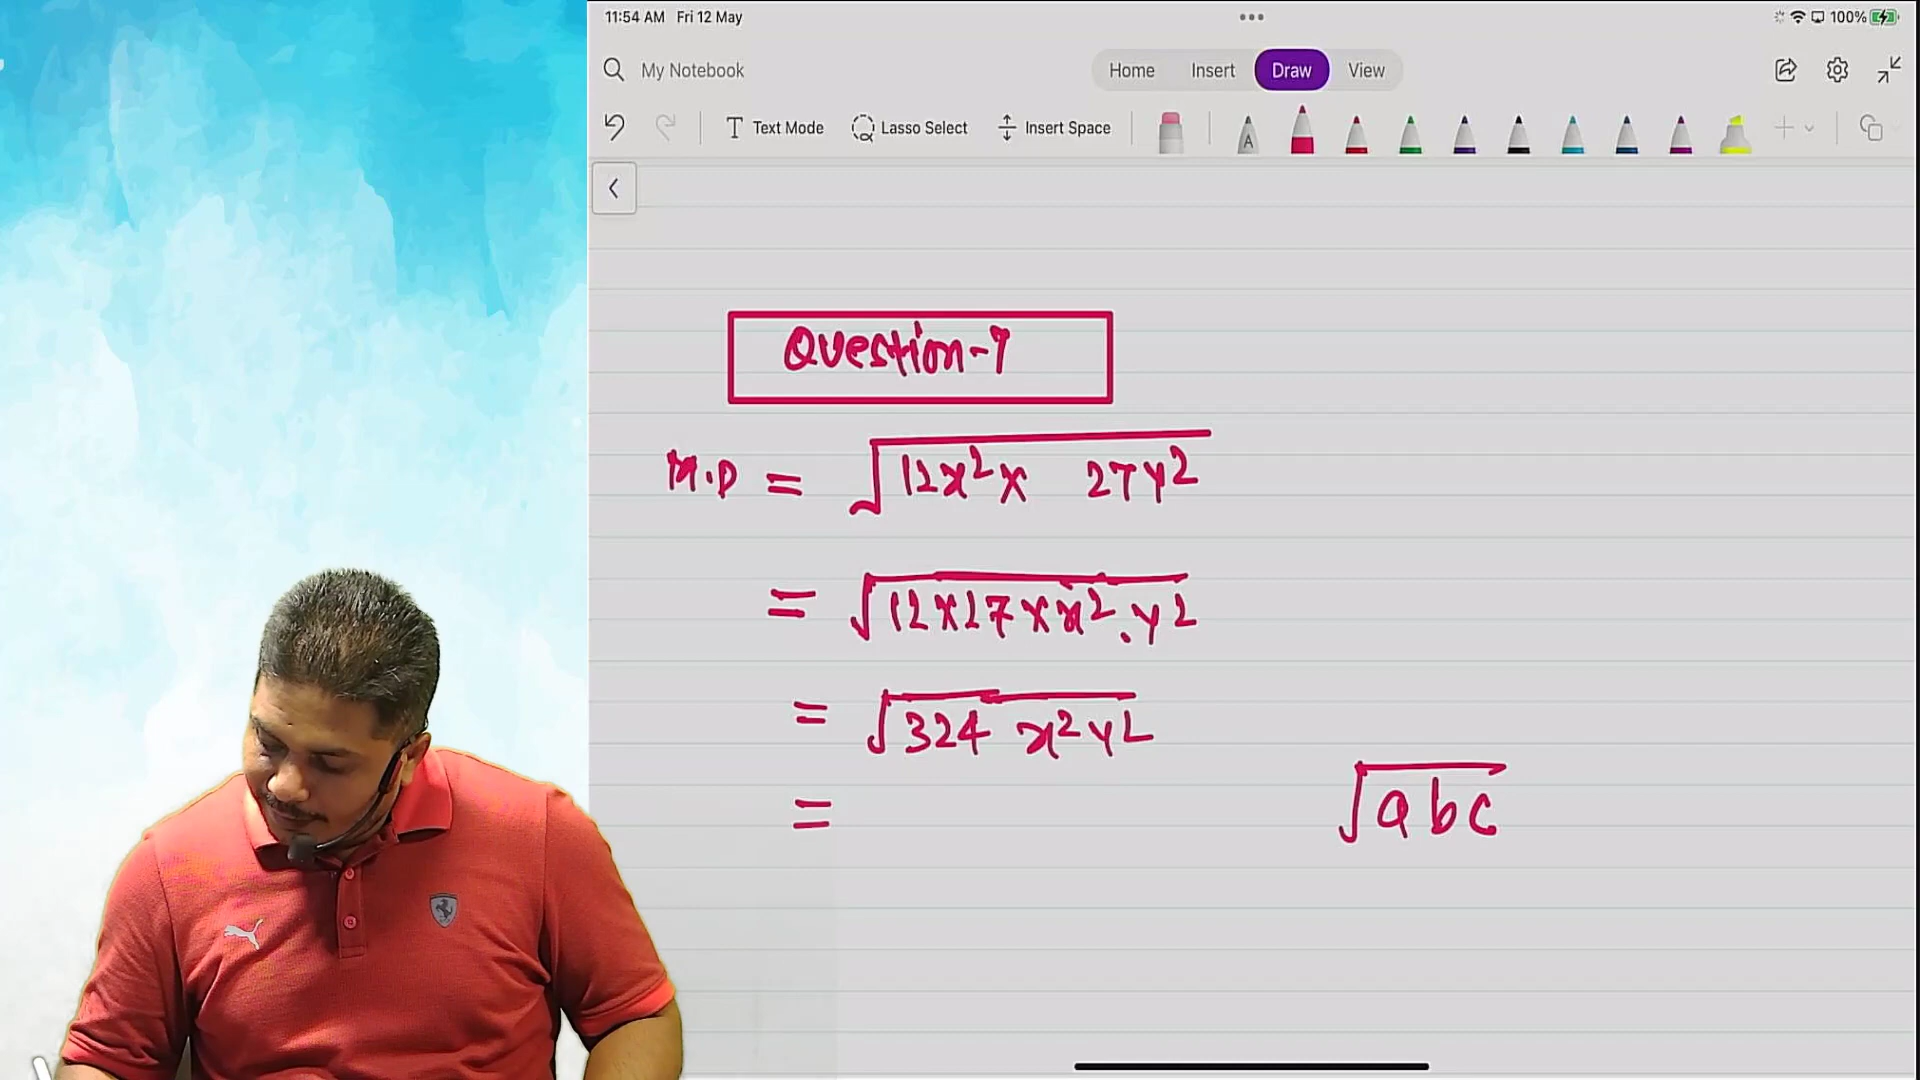 11:54 AM Fri 12 May
100%
My Notebook
Home Insert Draw View
Text Mode Lasso Select Insert Space
A
Question-7
M.P = √12x²× 27y²
= √12×27×x².y²
= √324 x²y²
=
√abc